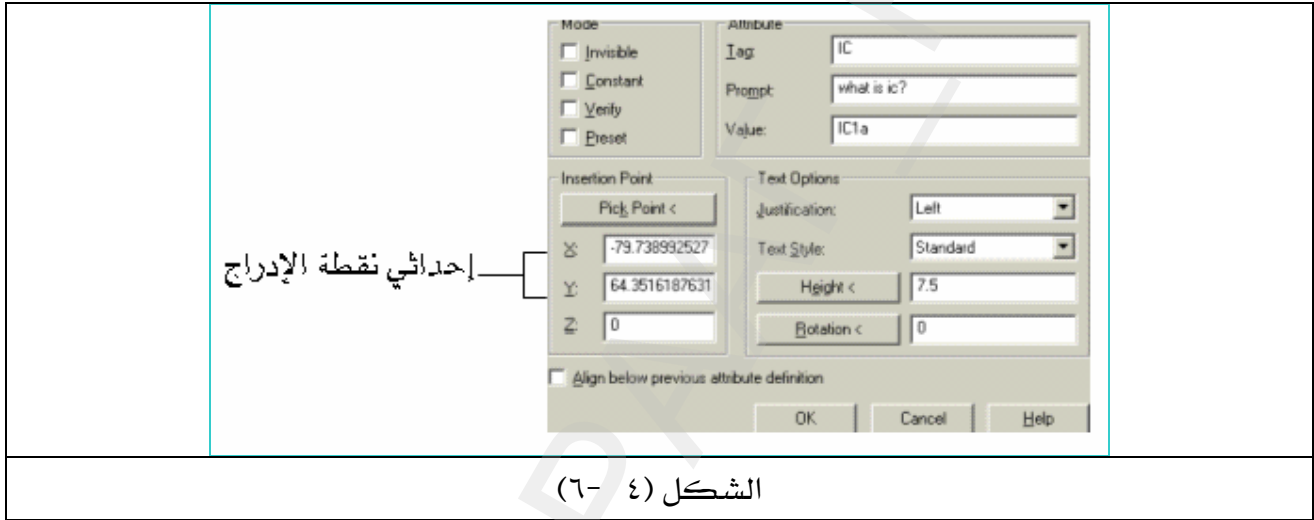 Mode
Invisible
Constant
Verify
Preset
Attribute
Tag: IC
Prompt: what is ic?
Value: IC1a
Insertion Point
Pick Point <
X: -79.738992527
Y: 64.3516187631
Z: 0
Text Options
Justification: Left
Text Style: Standard
Height < 7.5
Rotation < 0
إحداثي نقطة الإدراج
Align below previous attribute definition
OK Cancel Help
الشكل (٤ -٦)